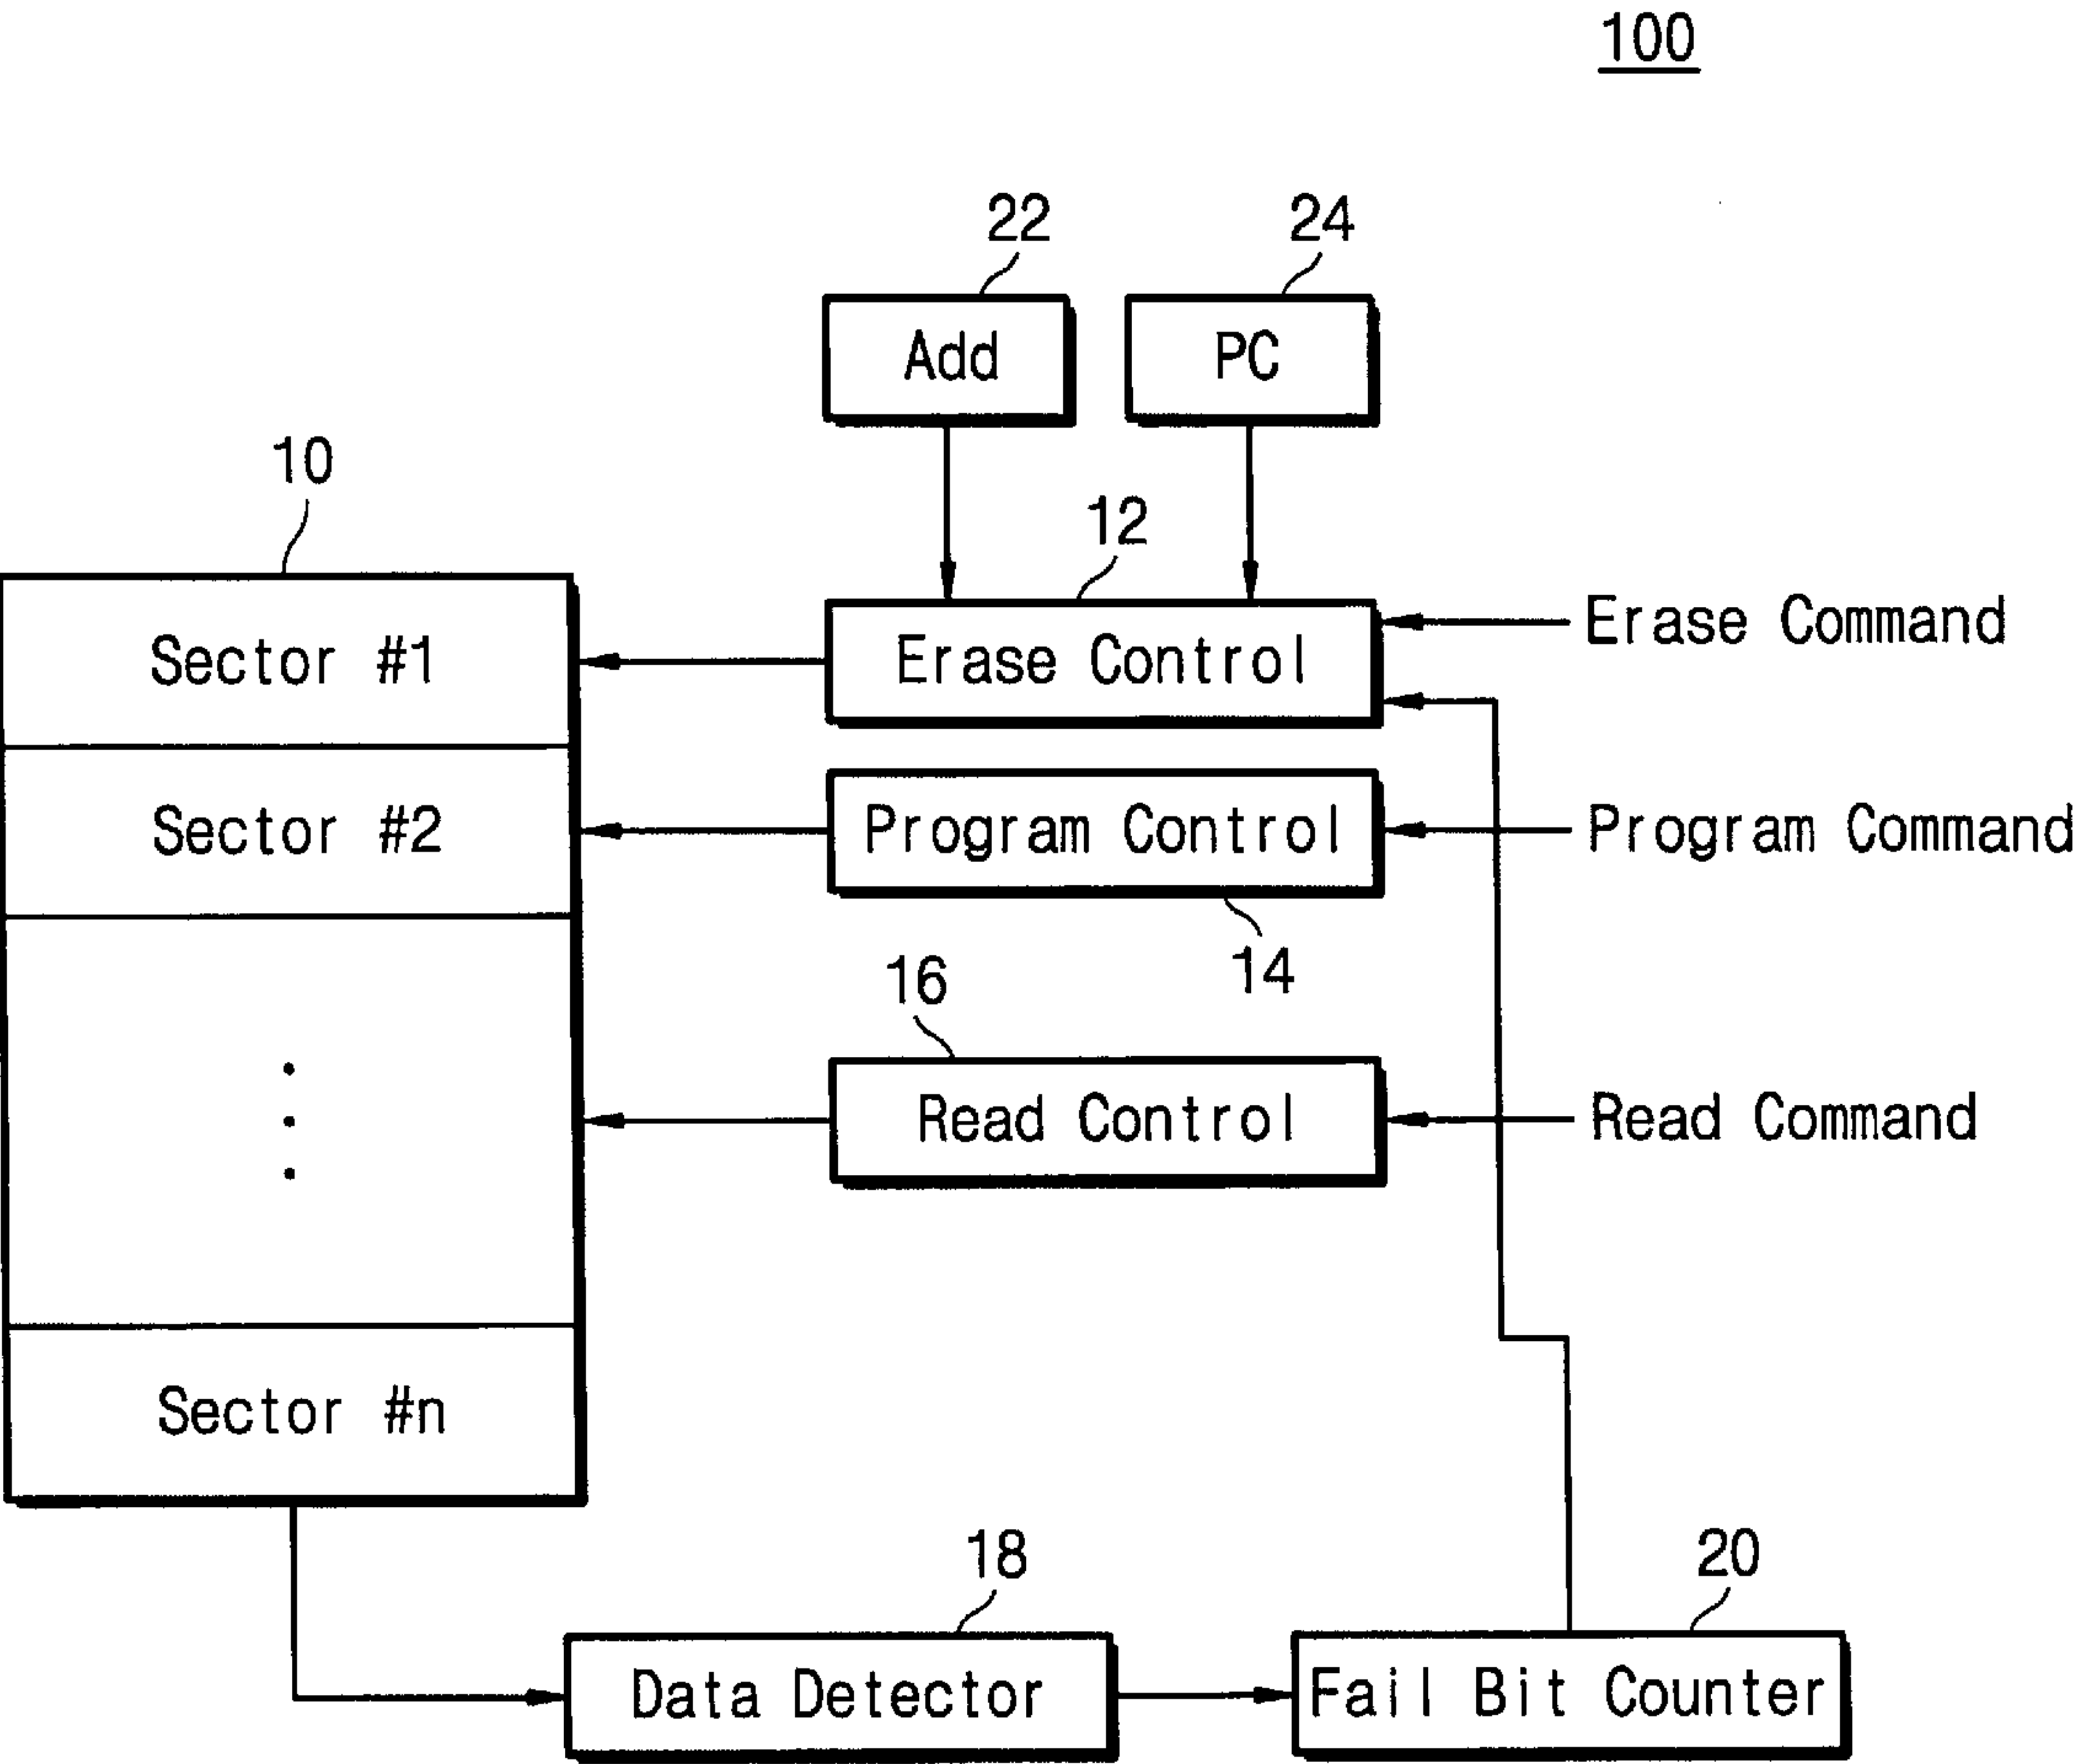 100
22
24
Add
PC
10
12
Sector #1
Erase Control
Erase Command
Sector #2
Program Control
Program Command
14
16
Read Control
Read Command
Sector #n
18
20
Data Detector
Fail Bit Counter